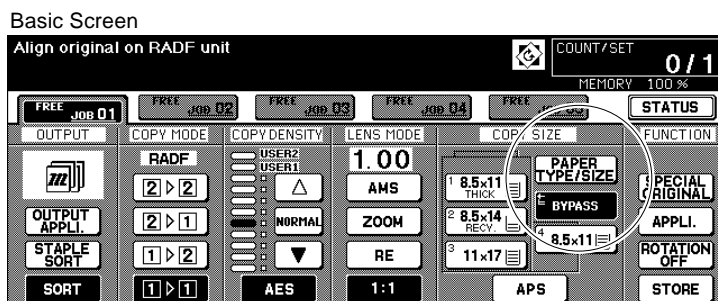 Basic Screen
Align original on RADF unit
COUNT/SET
0/1
MEMORY 100%
FREE JOB 01
FREE JOB 02
FREE JOB 03
FREE JOB 04
FREE
STATUS
OUTPUT
COPY MODE
COPY DENSITY
LENS MODE
COPY SIZE
FUNCTION
m
OUTPUT APPLI.
STAPLE SORT
SORT
RADF
2▷2
2▷1
1▷2
1▷1
USER2
USER1
△
NORMAL
▼
AES
1.00
AMS
ZOOM
RE
1:1
1 8.5x11
THICK
2 8.5x14
RECY.
3 11x17
PAPER
TYPE/SIZE
BYPASS
4 8.5x11
APS
SPECIAL
ORIGINAL
APPLI.
ROTATION
OFF
STORE